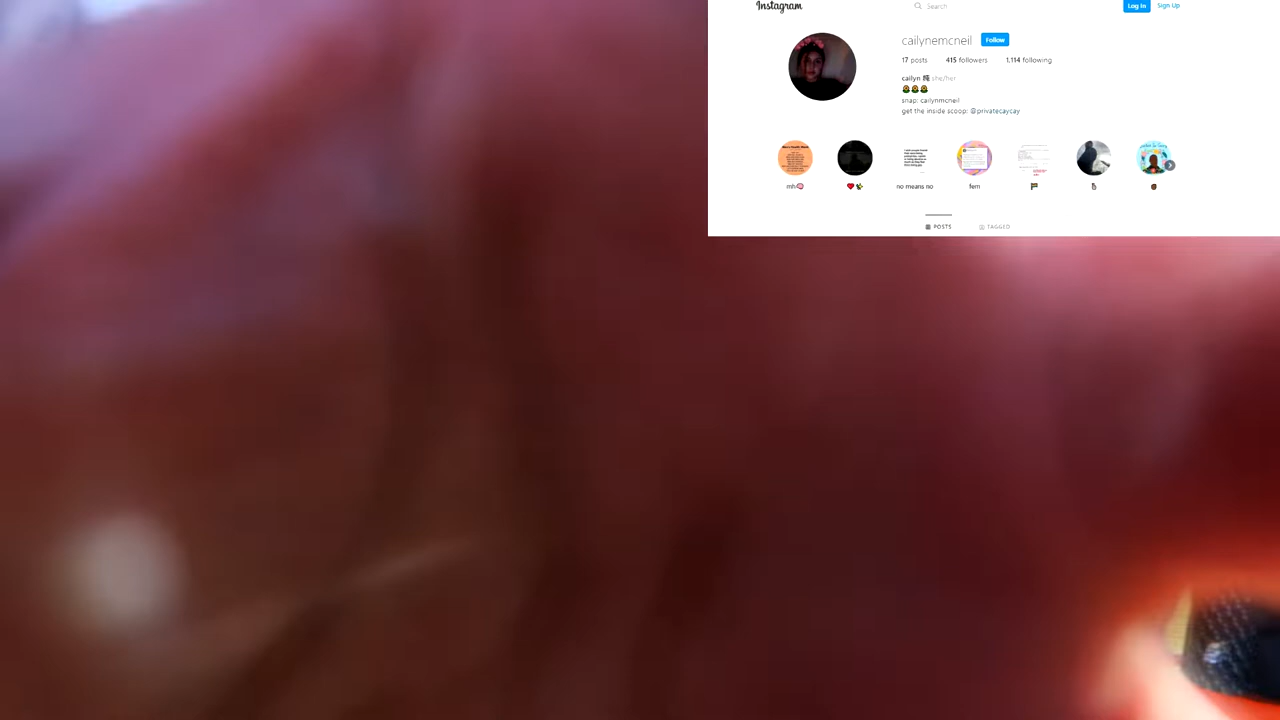 Instagram
Search
Log In
Sign Up
cailynemcneil
Follow
17 posts 415 followers 1,114 following
cailyn she/her
snap: cailynmcneil
get the inside scoop: @privatecaycay
mh
no means no
fem
POSTS
TAGGED